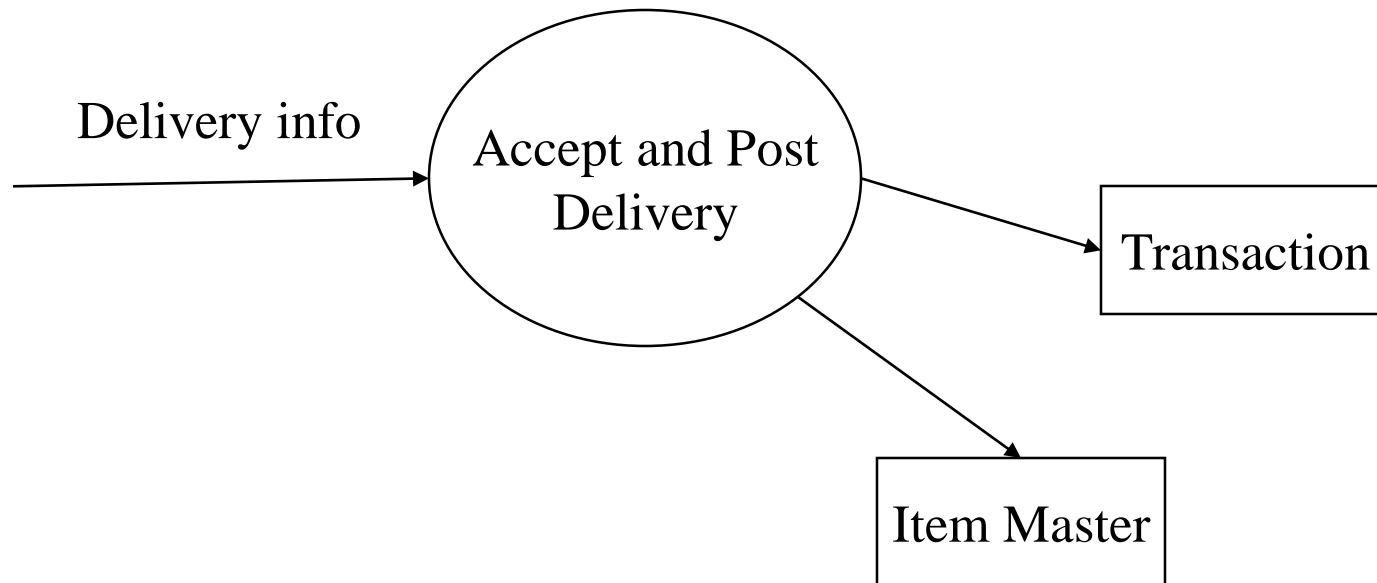 Delivery info
Accept and Post
Delivery
Transaction
Item Master